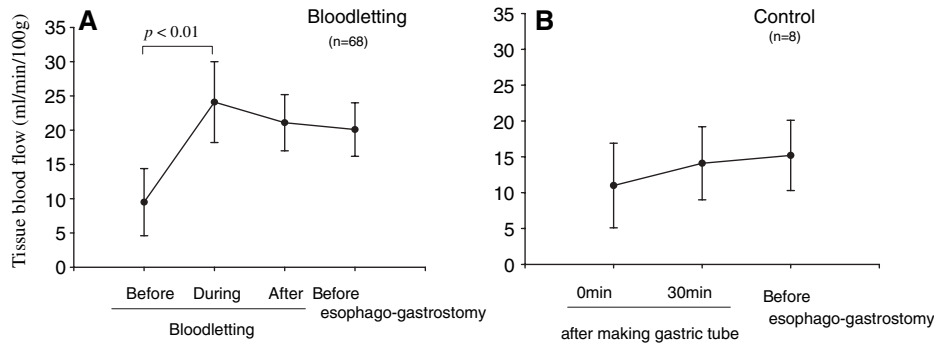 A
Bloodletting
(n=68)
p < 0.01
Tissue blood flow (ml/min/100g)
35
30
25
20
15
10
5
0
Before During After Before
esophago-gastrostomy
Bloodletting
B
Control
(n=8)
35
30
25
20
15
10
5
0
0min 30min Before
esophago-gastrostomy
after making gastric tube